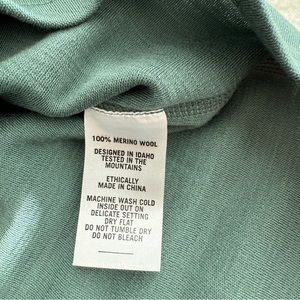 100% MERINO WOOL
DESIGNED IN IDAHO
TESTED IN THE
MOUNTAINS
ETHICALLY
MADE IN CHINA
MACHINE WASH COLD
INSIDE OUT ON
DELICATE SETTING
DRY FLAT
DO NOT TUMBLE DRY
DO NOT BLEACH